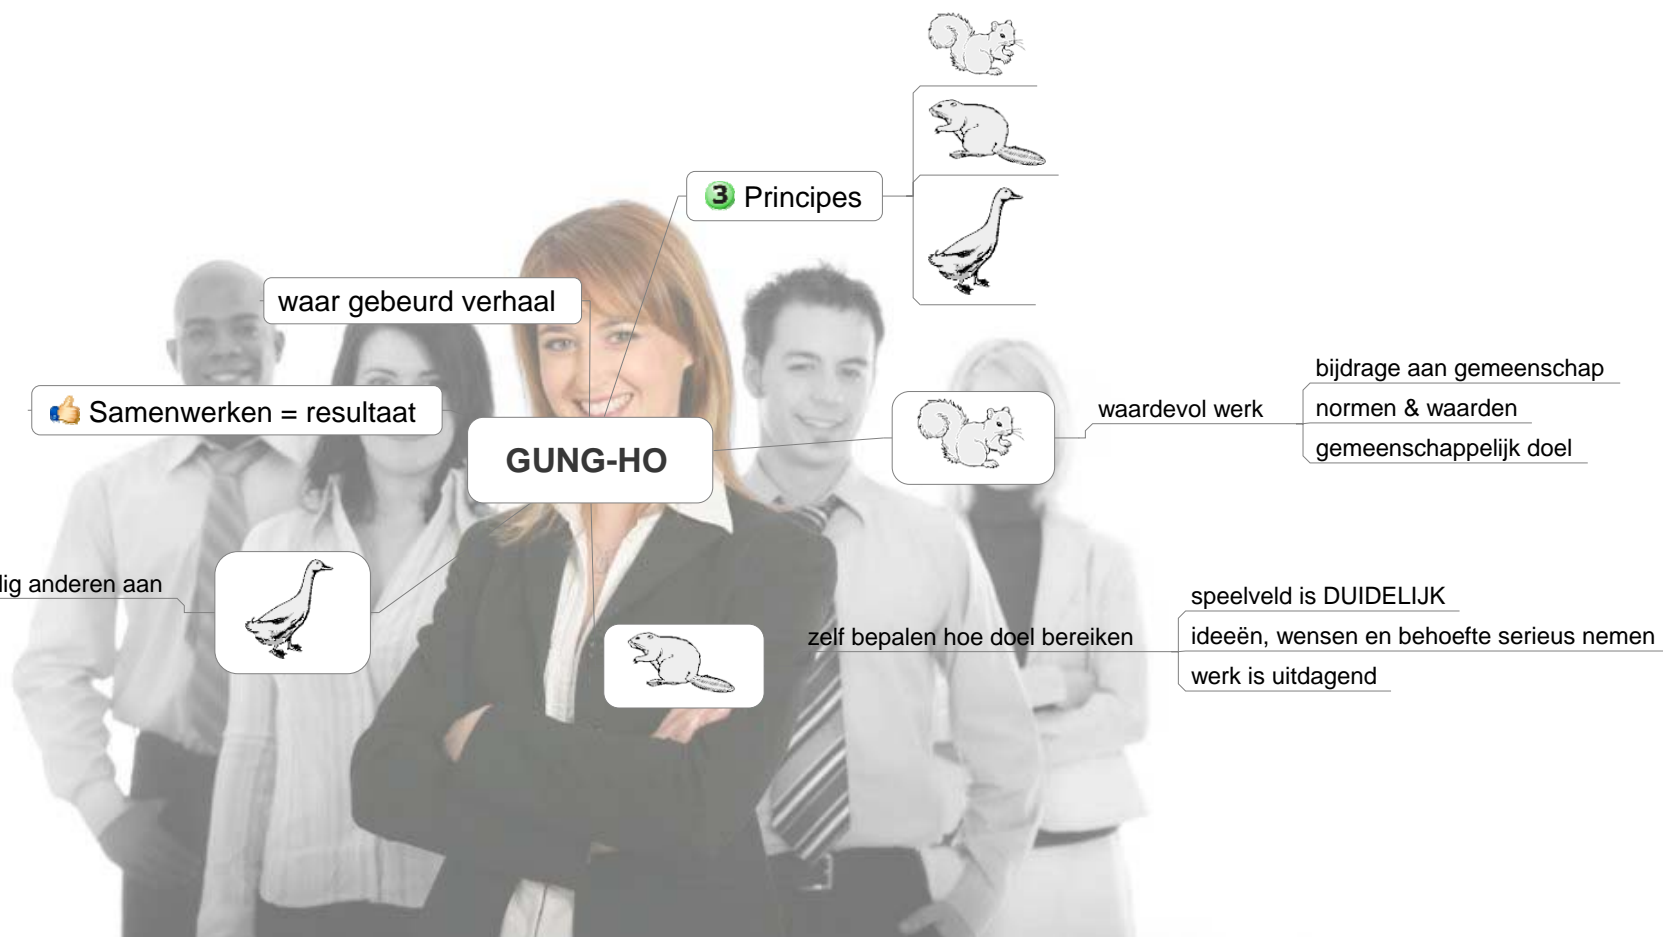 3 Principes
waar gebeurd verhaal
Samenwerken = resultaat
GUNG-HO
waardevol werk
bijdrage aan gemeenschap
normen & waarden
gemeenschappelijk doel
anderen aan
zelf bepalen hoe doel bereiken
speelveld is DUIDELIJK
ideeën, wensen en behoefte serieus nemen
werk is uitdagend